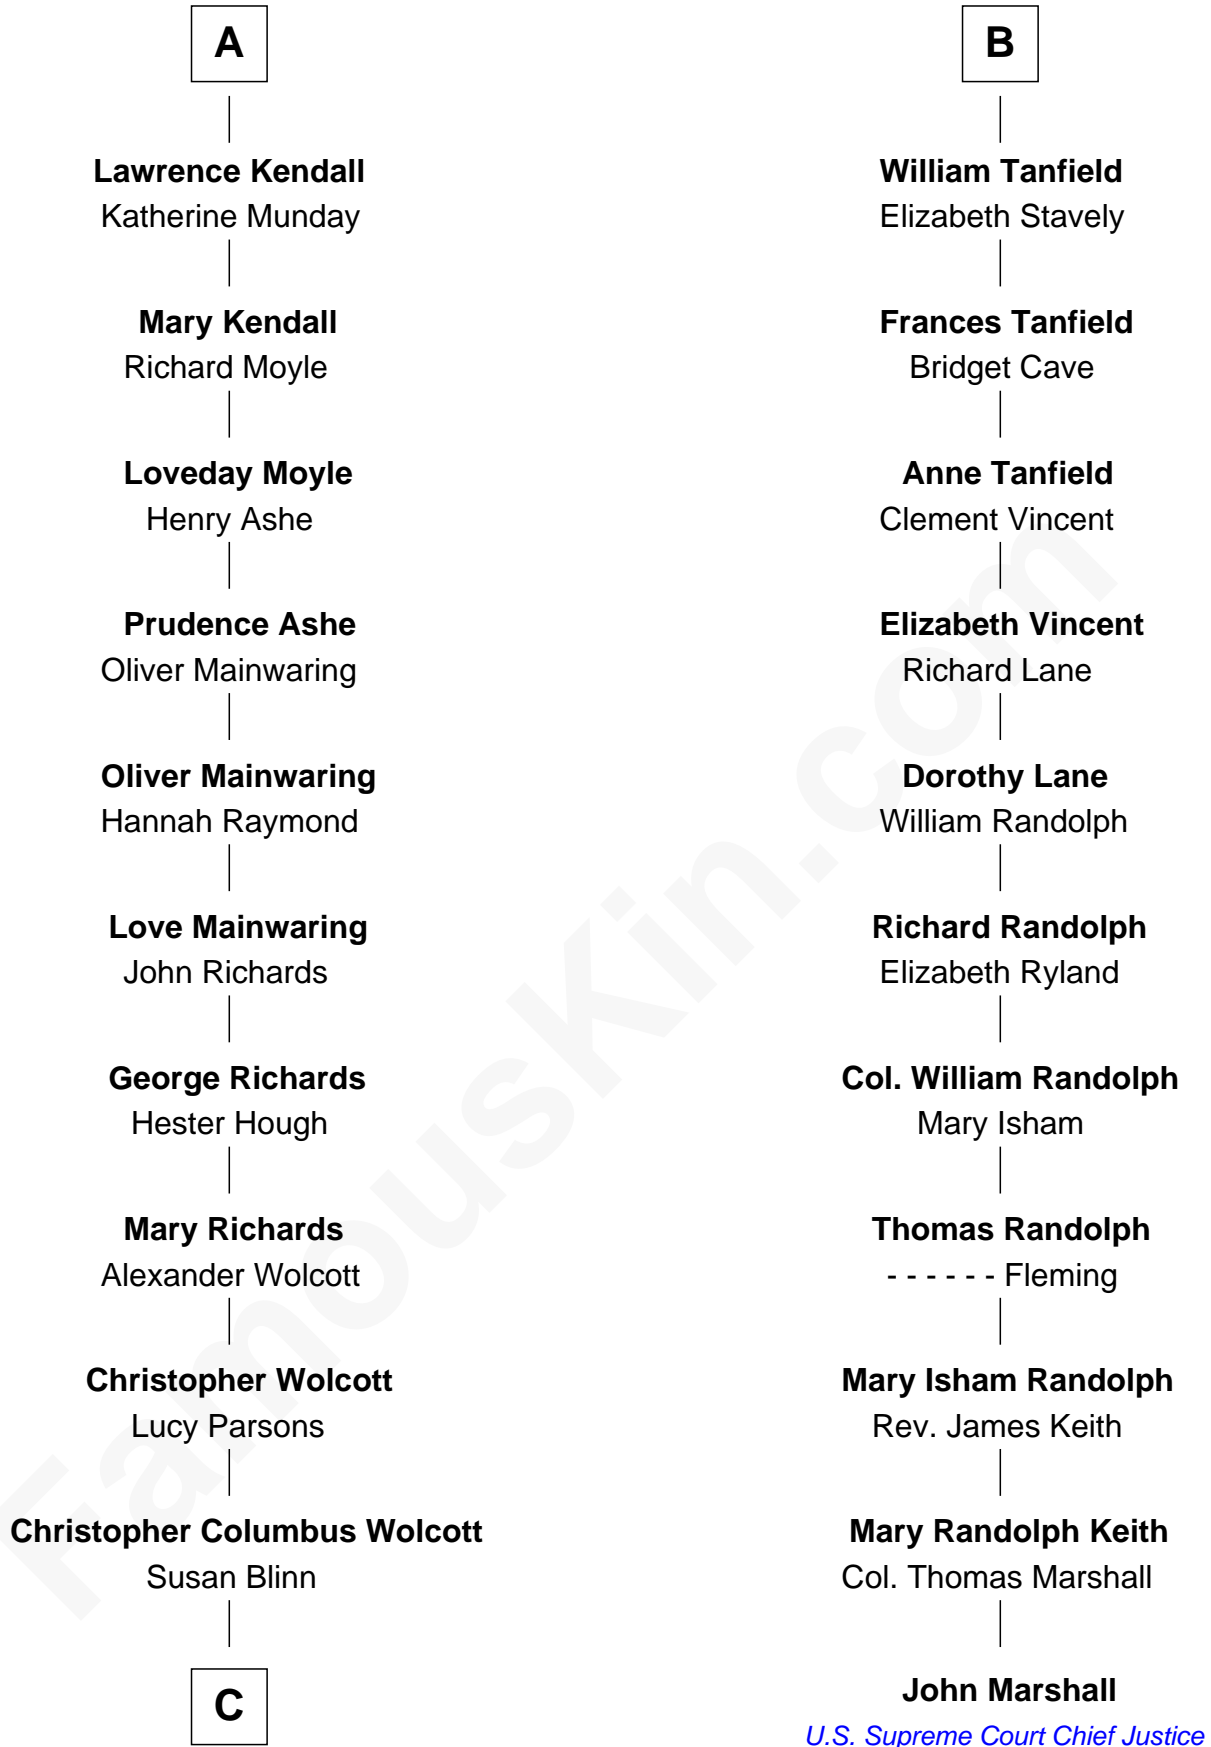 A
Lawrence Kendall
Katherine Munday
Mary Kendall
Richard Moyle
Loveday Moyle
Henry Ashe
Prudence Ashe
Oliver Mainwaring
Oliver Mainwaring
Hannah Raymond
Love Mainwaring
John Richards
George Richards
Hester Hough
Mary Richards
Alexander Wolcott
Christopher Wolcott
Lucy Parsons
Christopher Columbus Wolcott
Susan Blinn
C
B
William Tanfield
Elizabeth Stavely
Frances Tanfield
Bridget Cave
Anne Tanfield
Clement Vincent
Elizabeth Vincent
Richard Lane
Dorothy Lane
William Randolph
Richard Randolph
Elizabeth Ryland
Col. William Randolph
Mary Isham
Thomas Randolph
- - - - - - Fleming
Mary Isham Randolph
Rev. James Keith
Mary Randolph Keith
Col. Thomas Marshall
John Marshall
U.S. Supreme Court Chief Justice
FamousKin.com